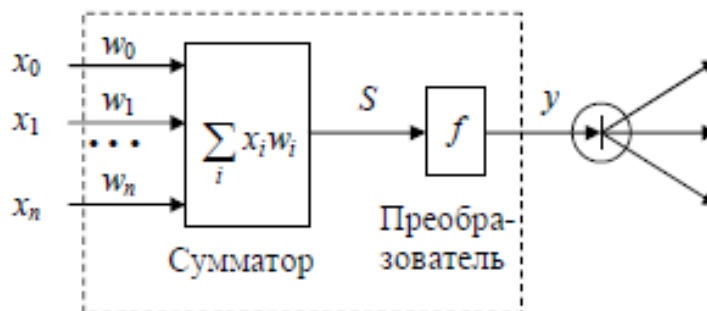 x₀ w₀
x₁ w₁
• • •
xₙ wₙ
∑ xᵢwᵢ
i
S
f
y
Сумматор
Преобра-
зователь